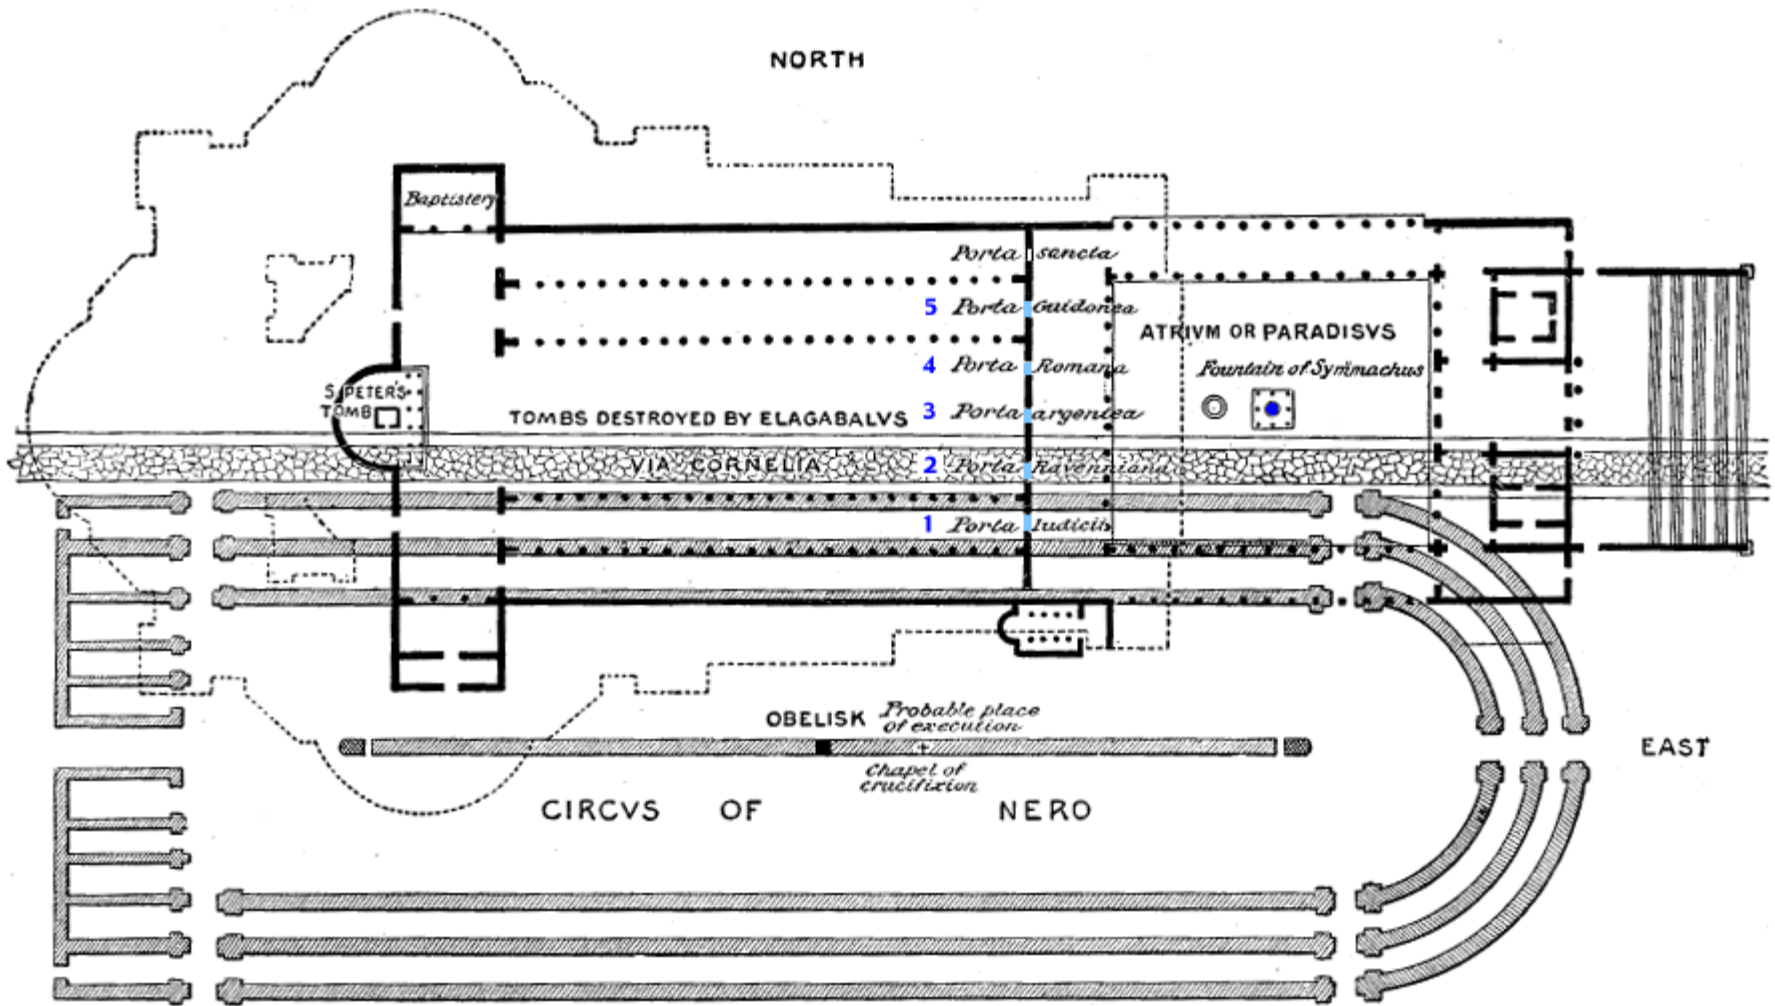 NORTH
Baptistery
Porta sancta
5 Porta Guidonea
ATRIVM OR PARADISVS
4 Porta Romana
Fountain of Symmachus
S. PETER'S
TOMB
3 Porta argentea
TOMBS DESTROYED BY ELAGABALVS
VIA CORNELIA
2 Porta Ravenniana
1 Porta Iudicii
OBELISK
Probable place
of execution
EAST
Chapel of
crucifixion
CIRCVS OF NERO